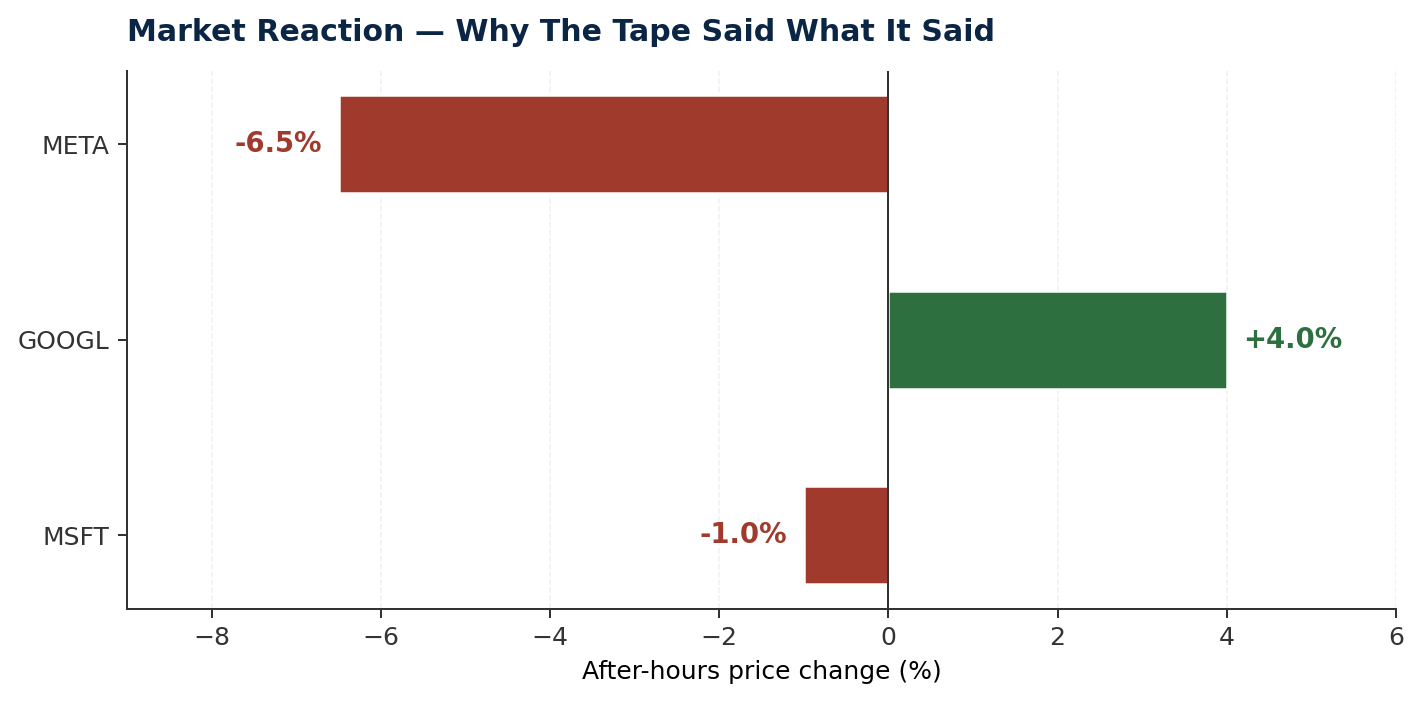 Market Reaction — Why The Tape Said What It Said
META
-6.5%
GOOGL
+4.0%
MSFT
-1.0%
−8 −6 −4 −2 0 2 4 6
After-hours price change (%)